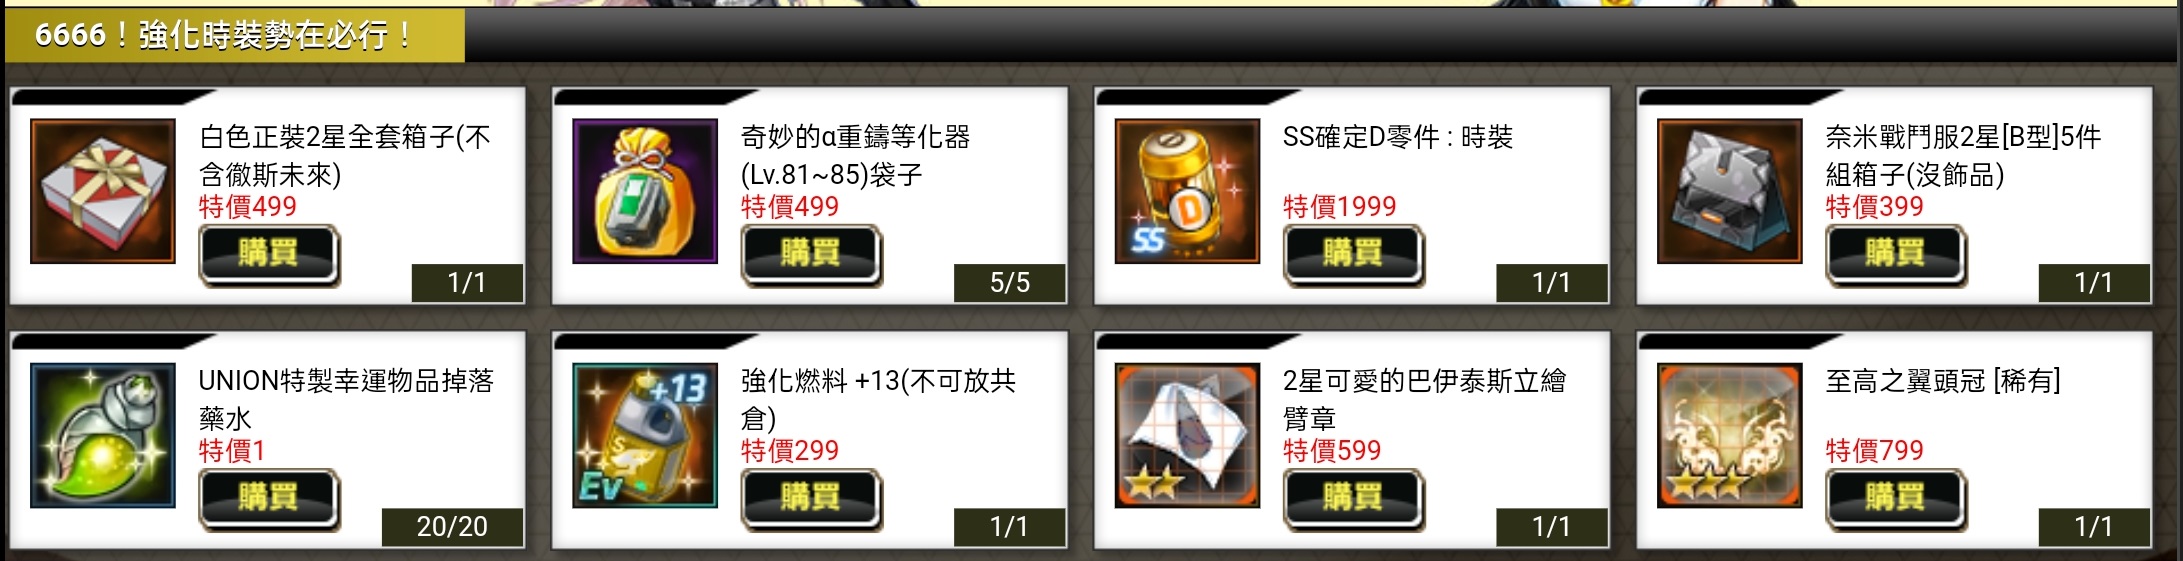 6666！強化時裝勢在必行！
白色正裝2星全套箱子(不
含徹斯未來)
特價499
購買
1/1
奇妙的α重鑄等化器
(Lv.81~85)袋子
特價499
購買
5/5
D
SS
SS確定D零件 : 時裝
特價1999
購買
1/1
奈米戰鬥服2星[B型]5件
組箱子(沒飾品)
特價399
購買
1/1
UNION特製幸運物品掉落
藥水
特價1
購買
20/20
+13
S
Ev
強化燃料 +13(不可放共
倉)
特價299
購買
1/1
2星可愛的巴伊泰斯立繪
臂章
特價599
購買
1/1
至高之翼頭冠 [稀有]
特價799
購買
1/1